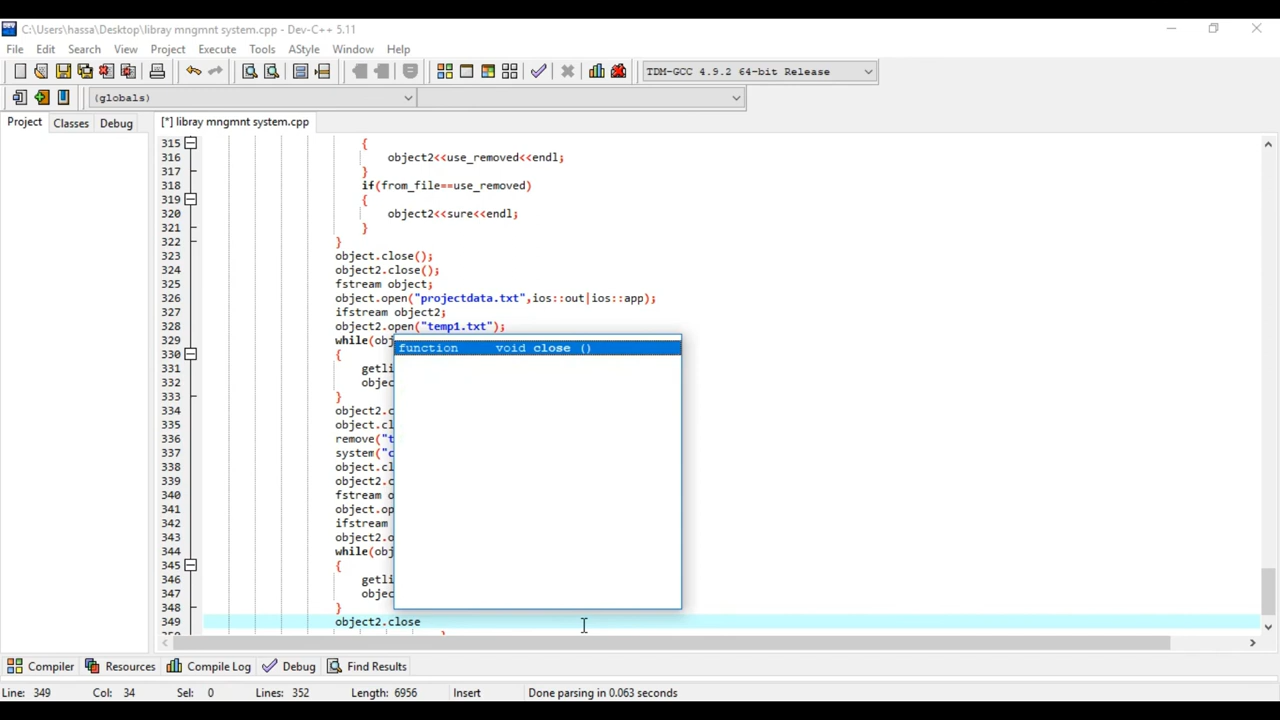 C:\Users\hassa\Desktop\libray mngmnt system.cpp - Dev-C++ 5.11
File Edit Search View Project Execute Tools AStyle Window Help
TDM-GCC 4.9.2 64-bit Release
(globals)
Project Classes Debug [*] libray mngmnt system.cpp
315 {
316 object2<<use_removed<<endl;
317 }
318 if(from_file==use_removed)
319 {
320 object2<<sure<<endl;
321 }
322 }
323 object.close();
324 object2.close();
325 fstream object;
326 object.open("projectdata.txt",ios::out|ios::app);
327 ifstream object2;
328 object2.open("temp1.txt");
329 while(obj
function void close ()
330 {
331 getli
332 objec
333 }
334 object2.c
335 object.cl
336 remove("t
337 system("c
338 object.cl
339 object2.c
340 fstream o
341 object.op
342 ifstream
343 object2.o
344 while(obj
345 {
346 getli
347 objec
348 }
349 object2.close
350 }
Compiler Resources Compile Log Debug Find Results
Line: 349 Col: 34 Sel: 0 Lines: 352 Length: 6956 Insert Done parsing in 0.063 seconds